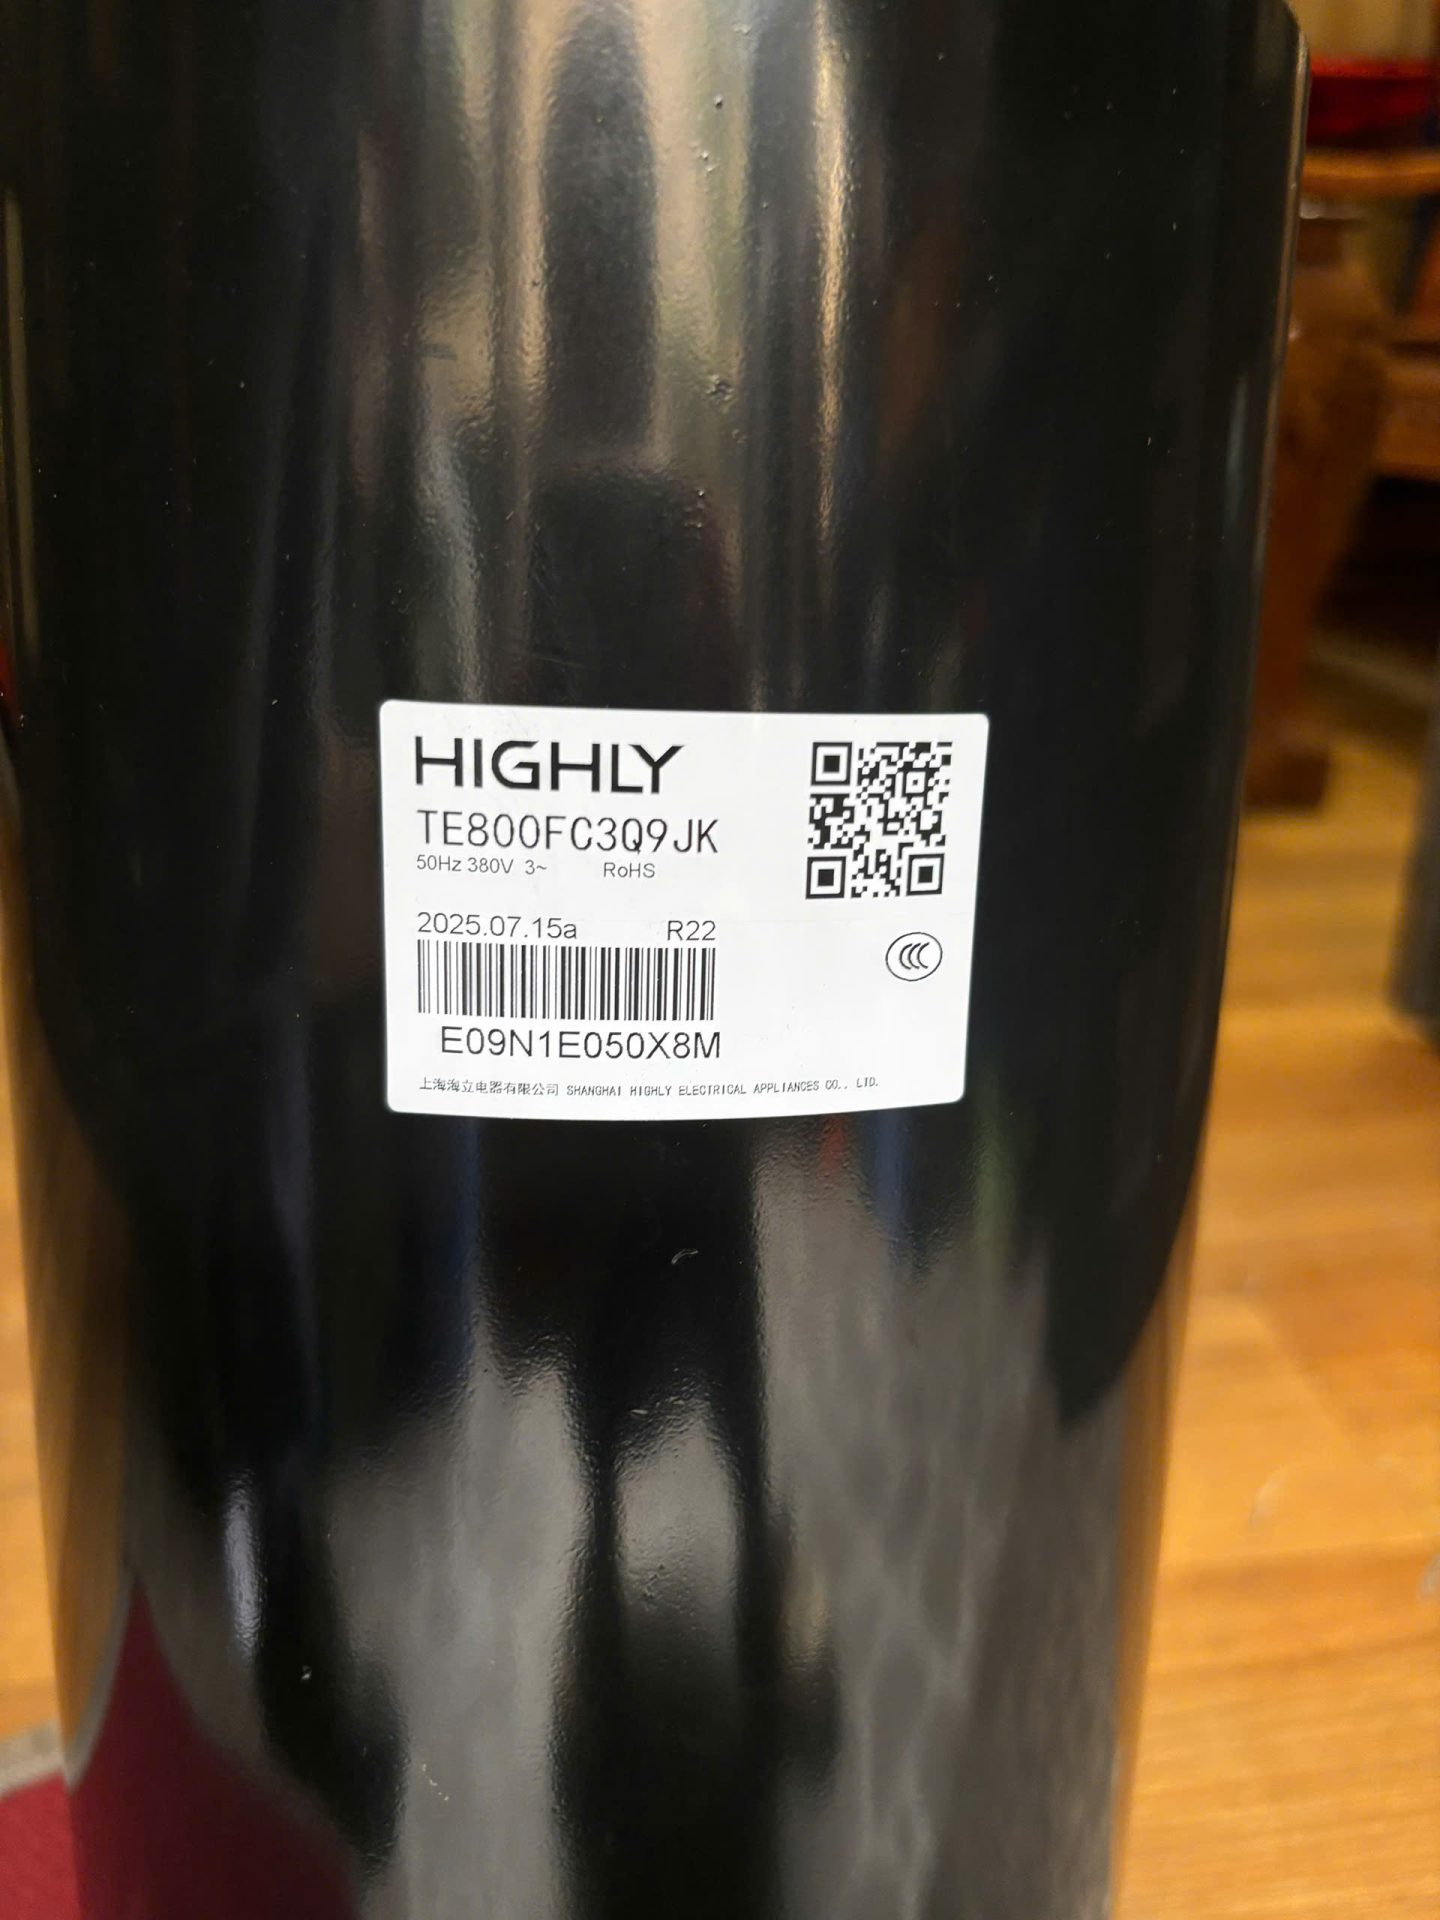 HIGHLY
TE800FC3Q9JK
50Hz 380V 3~ RoHS
2025.07.15a R22
E09N1E050X8M
上海海立电器有限公司 SHANGHAI HIGHLY ELECTRICAL APPLIANCES CO., LTD.